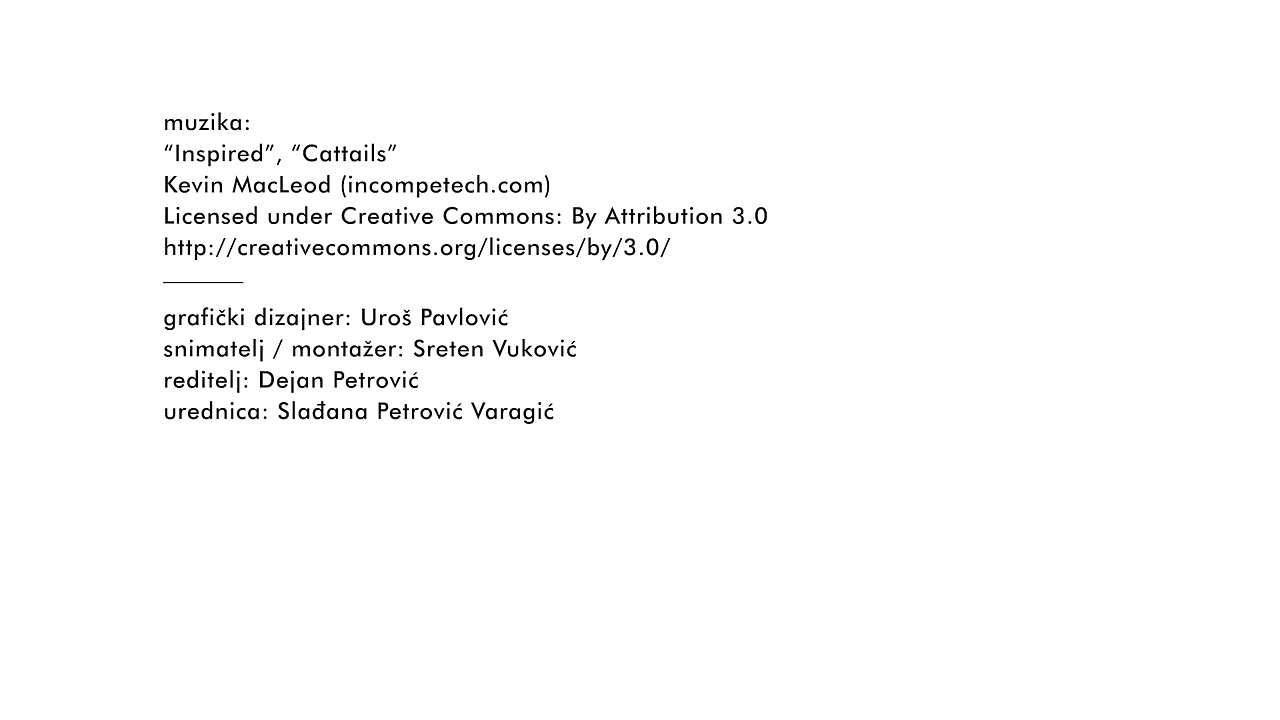 muzika:
“Inspired”, “Cattails”
Kevin MacLeod (incompetech.com)
Licensed under Creative Commons: By Attribution 3.0
http://creativecommons.org/licenses/by/3.0/
grafički dizajner: Uroš Pavlović
snimatelj / montažer: Sreten Vuković
reditelj: Dejan Petrović
urednica: Slađana Petrović Varagić